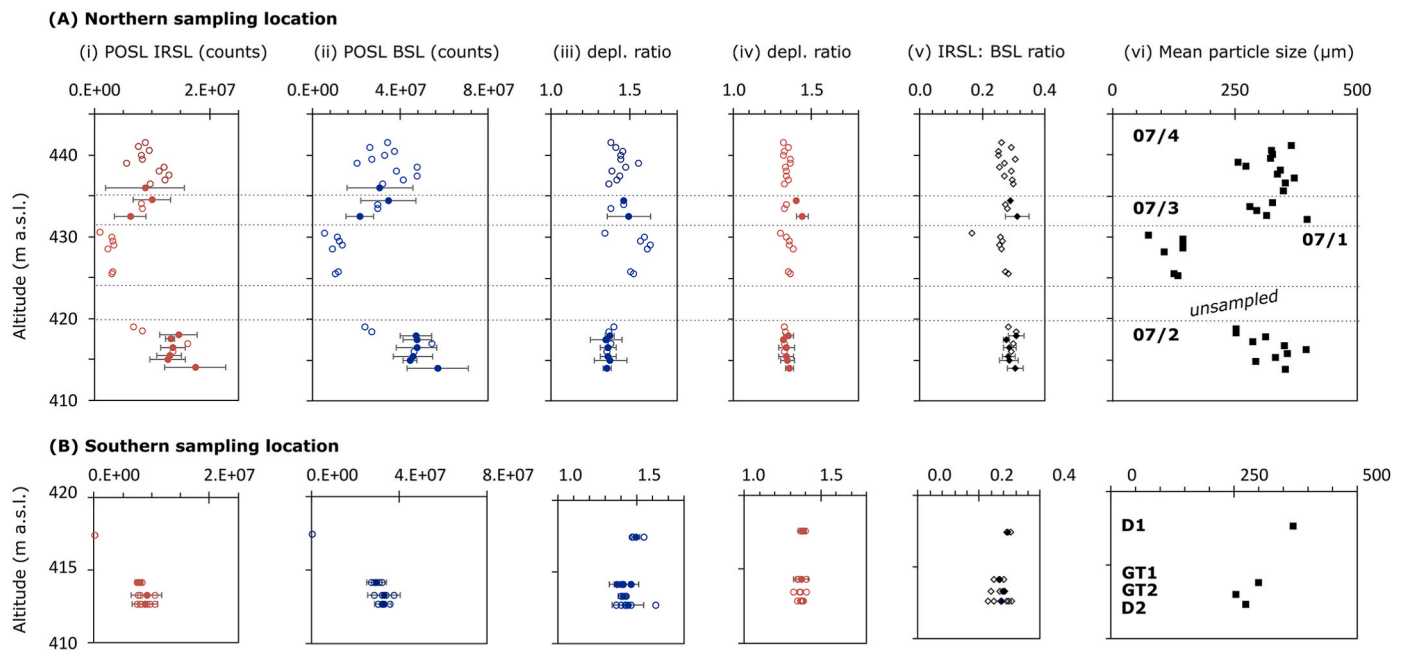 (A) Northern sampling location
(i) POSL IRSL (counts) (ii) POSL BSL (counts) (iii) depl. ratio (iv) depl. ratio (v) IRSL: BSL ratio (vi) Mean particle size (µm)
0.E+00 2.E+07 0.E+00 4.E+07 8.E+07 1.0 1.5 1.0 1.5 0.0 0.2 0.4 0 250 500
07/4
440
07/3
430
07/1
unsampled
420
07/2
410
Altitude (m a.s.l.)
(B) Southern sampling location
0.E+00 2.E+07 0.E+00 4.E+07 8.E+07 1.0 1.5 1.0 1.5 0.0 0.2 0.4 0 250 500
420
D1
415
GT1
GT2
D2
410
Altitude (m a.s.l.)